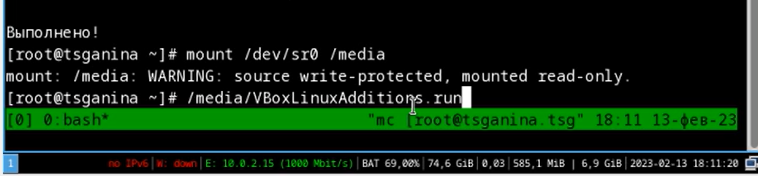 Выполнено!
[root@tsganina ~]# mount /dev/sr0 /media
mount: /media: WARNING: source write-protected, mounted read-only.
[root@tsganina ~]# /media/VBoxLinuxAdditions.run
[0] 0:bash* "mc [root@tsganina.tsg" 18:11 13-фев-23
1 no IPv6 | W: down | E: 10.0.2.15 (1000 Mbit/s) | BAT 69,00% | 74,6 GiB | 0,03 | 585,1 MiB | 6,9 GiB | 2023-02-13 18:11:20